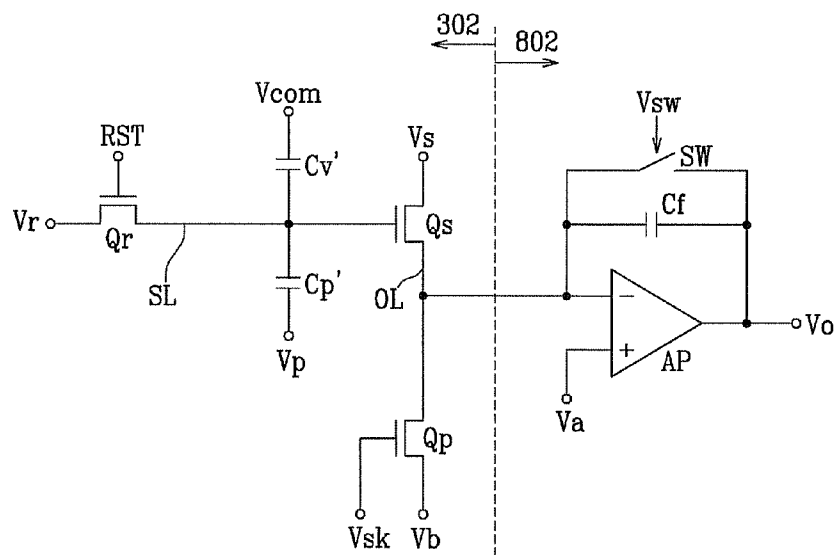 302
802
Vcom
Vsw
RST
Vs
SW
Cv'
Cf
Vr
Qr
Qs
SL
Cp'
OL
Vp
−
+
AP
Vo
Va
Qp
Vsk
Vb